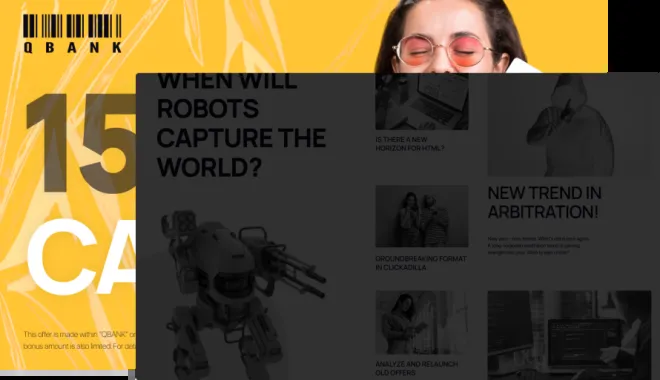 QBANK
15
CA
This offer is made within "QBANK" or
bonus amount is also limited.For det
WHEN WILL
ROBOTS
CAPTURE THE
WORLD?
IS THERE A NEW
HORIZON FOR HTML?
GROUNDBREAKING FORMAT
IN CLICKADILLA
ANALYZE AND RELAUNCH
OLD OFFERS
NEW TREND IN
ARBITRATION!